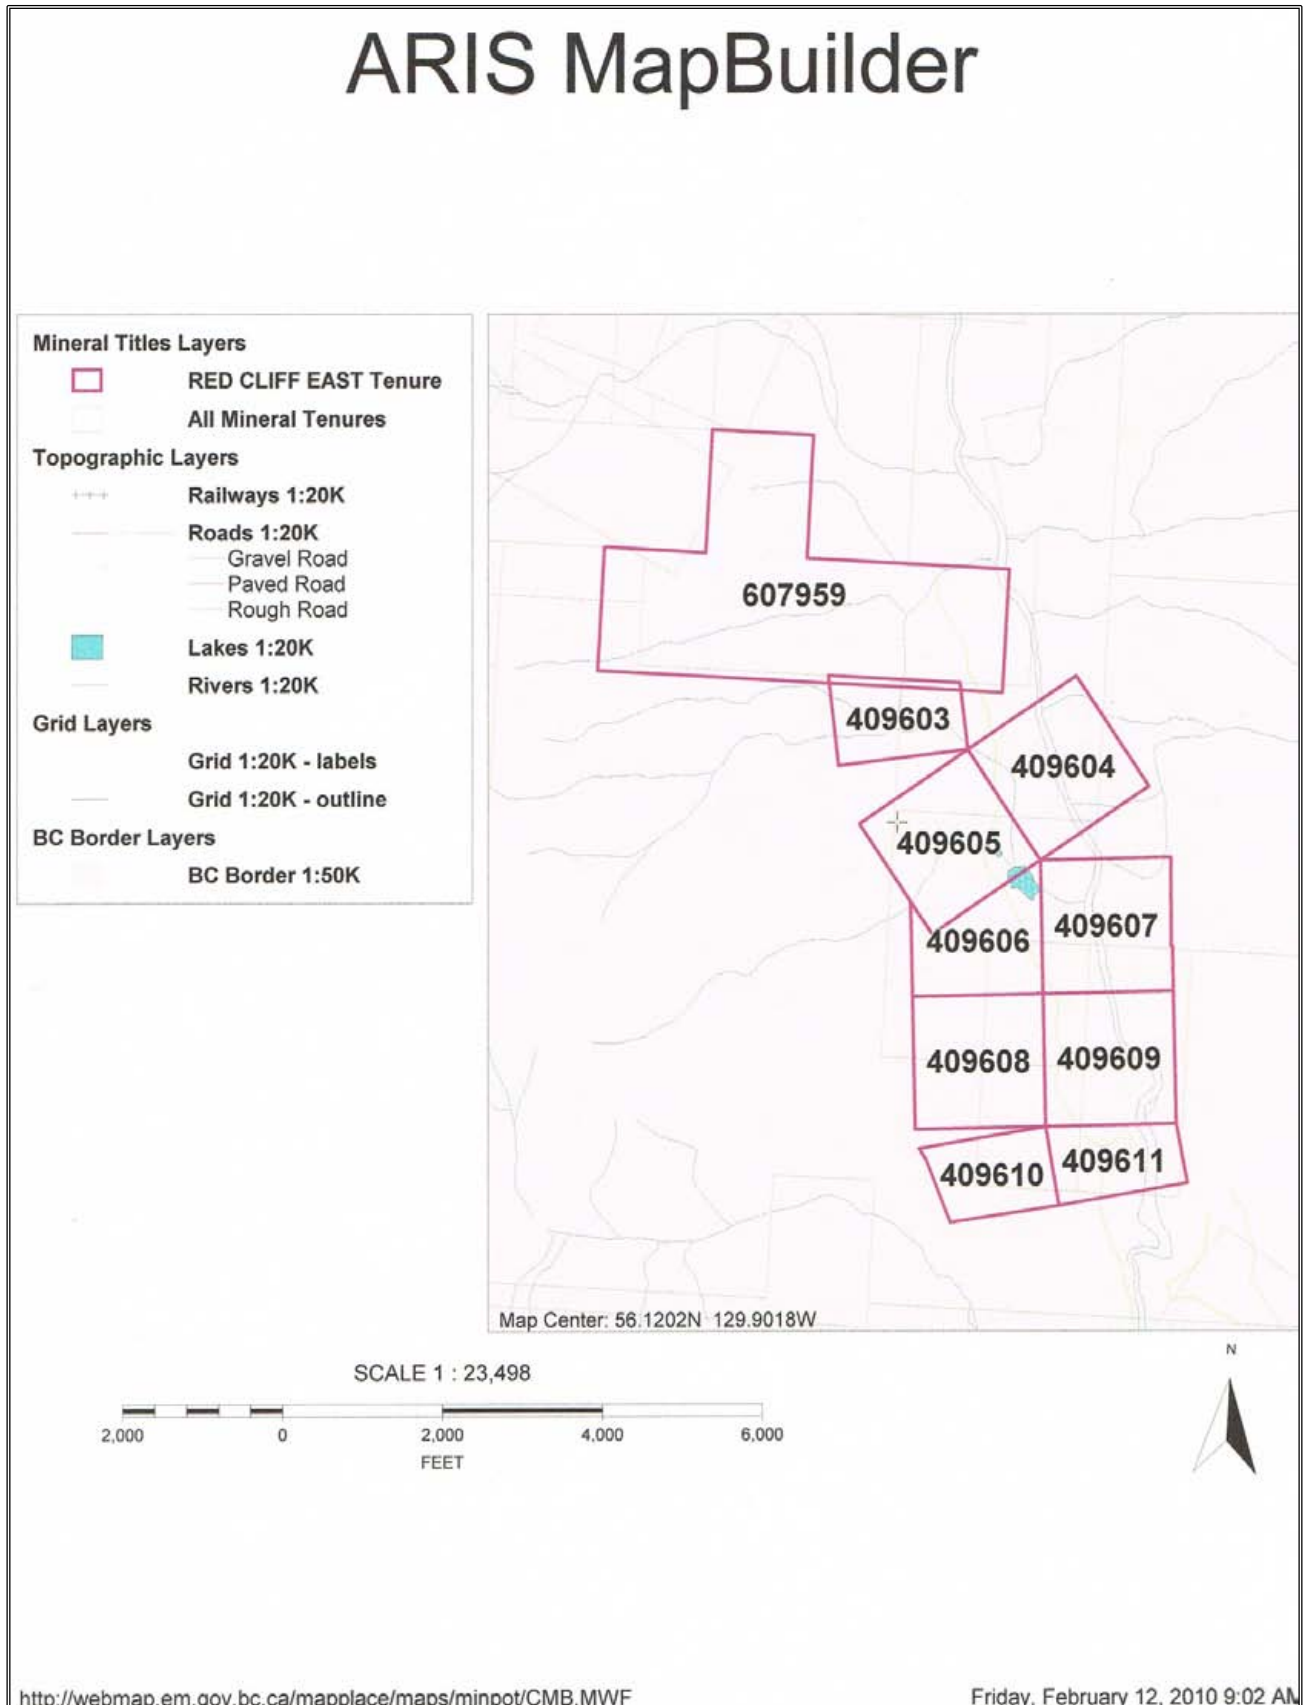 ARIS MapBuilder
Mineral Titles Layers
RED CLIFF EAST Tenure
All Mineral Tenures
Topographic Layers
Railways 1:20K
Roads 1:20K
Gravel Road
Paved Road
Rough Road
Lakes 1:20K
Rivers 1:20K
Grid Layers
Grid 1:20K - labels
Grid 1:20K - outline
BC Border Layers
BC Border 1:50K
607959
409603
409604
409605
409606
409607
409608
409609
409610
409611
Map Center: 56.1202N 129.9018W
SCALE 1 : 23,498
2,000 0 2,000 4,000 6,000
FEET
N
http://webmap.em.gov.bc.ca/mapplace/maps/minpot/CMB.MWF
Friday, February 12, 2010 9:02 AM